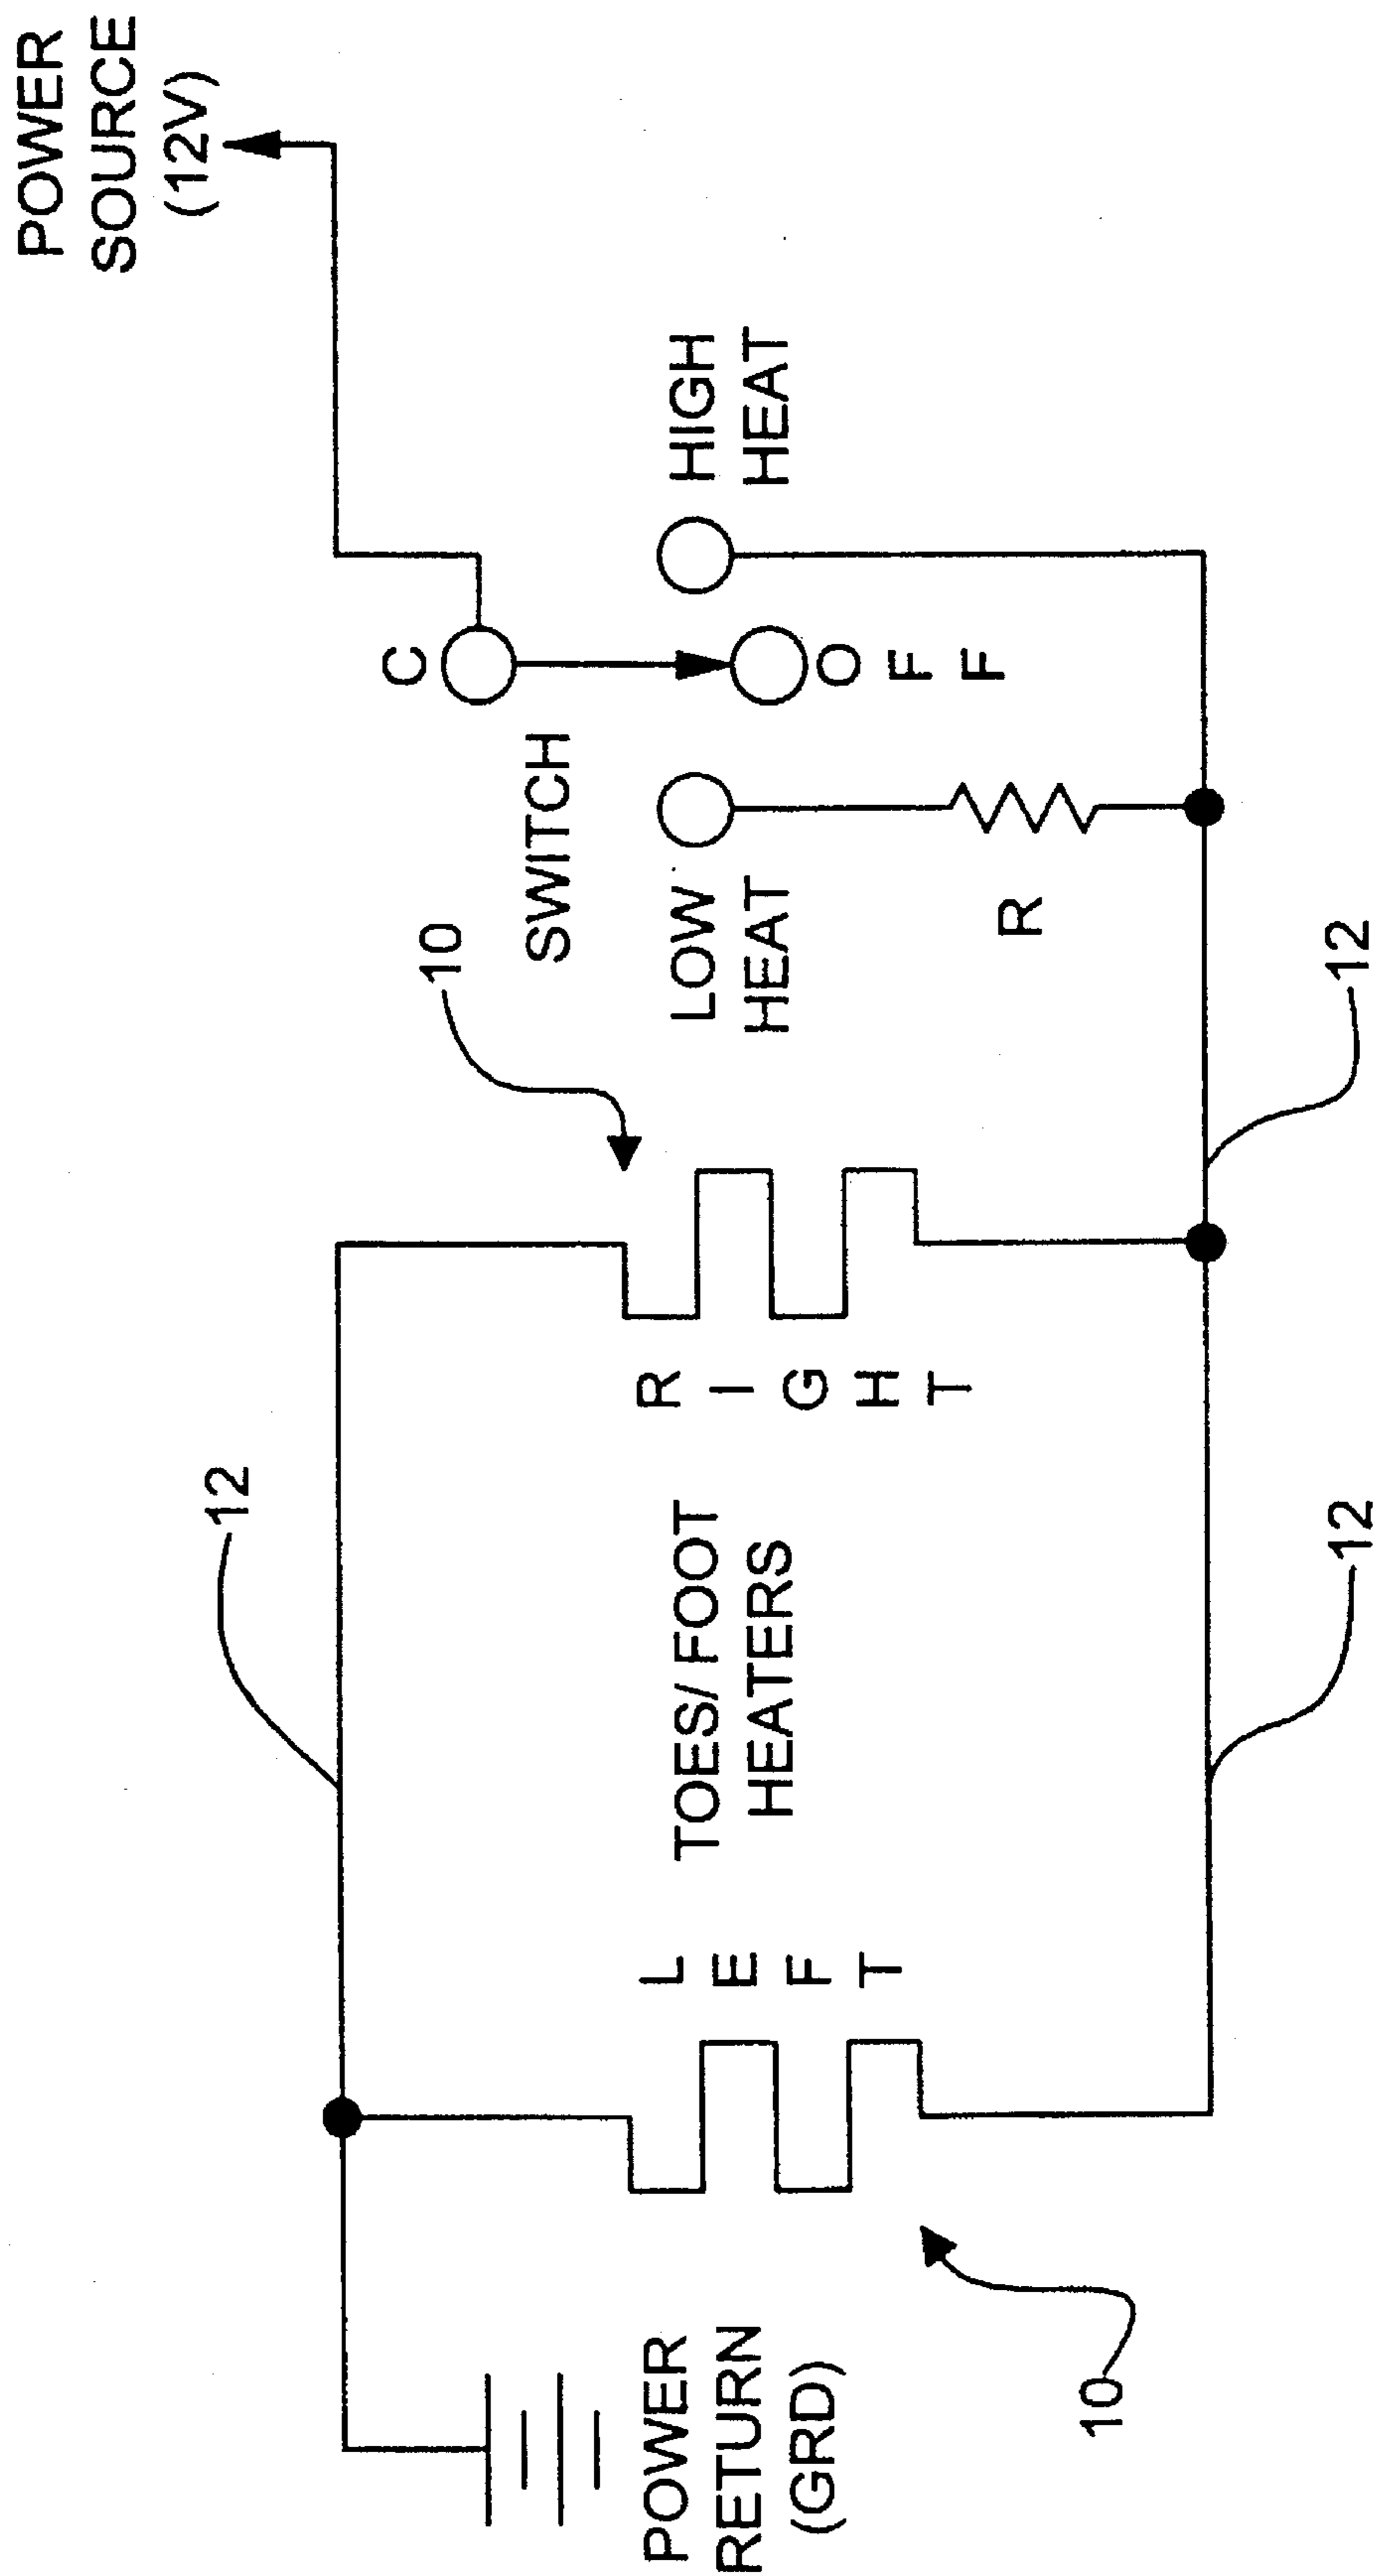 POWER
SOURCE
(12V)
C
SWITCH
LOW
HEAT
HIGH
HEAT
OFF
R
10
12
12
RIGHT
TOES/FOOT
HEATERS
LEFT
12
POWER
RETURN
(GRD)
10